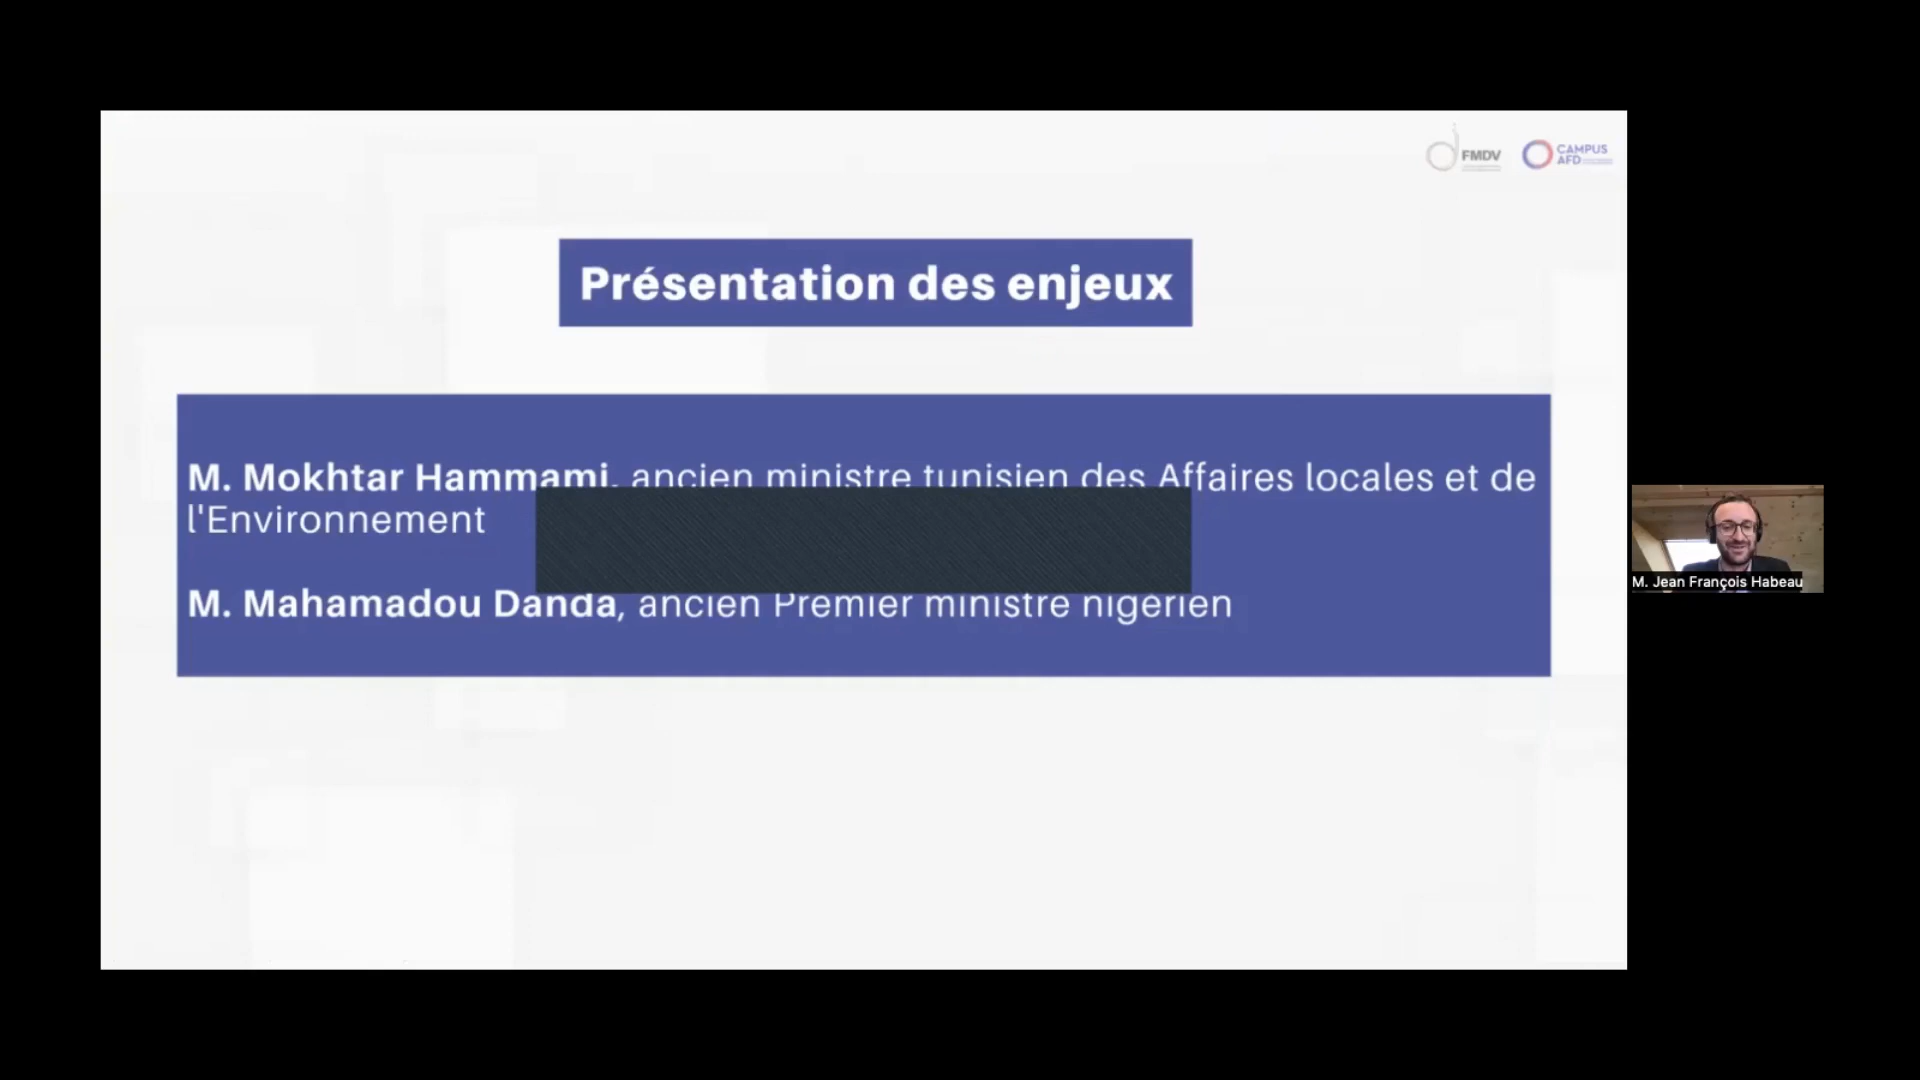 FMDV
CAMPUS
AFD
Présentation des enjeux
M. Mokhtar Hammami, ancien ministre tunisien des Affaires locales et de
l'Environnement
M. Mahamadou Danda, ancien Premier ministre nigérien
M. Jean François Habeau